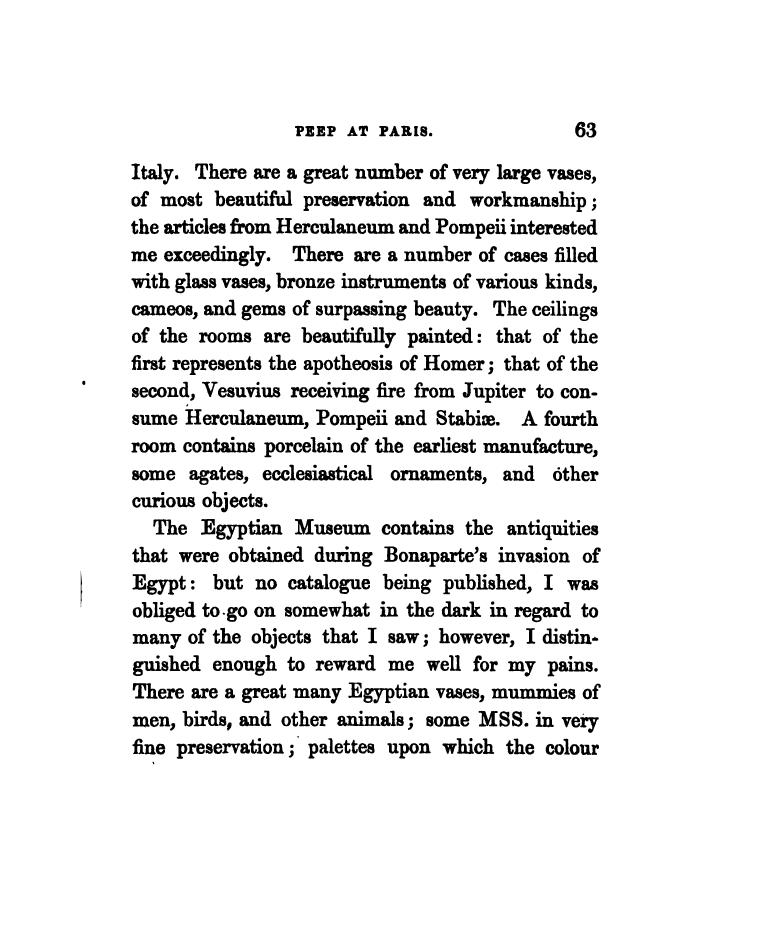 PEEP AT PARIS. 63
Italy. There are a great number of very large vases,
of most beautiful preservation and workmanship;
the articles from Herculaneum and Pompeii interested
me exceedingly. There are a number of cases filled
with glass vases, bronze instruments of various kinds,
cameos, and gems of surpassing beauty. The ceilings
of the rooms are beautifully painted: that of the
first represents the apotheosis of Homer; that of the
second, Vesuvius receiving fire from Jupiter to con-
sume Herculaneum, Pompeii and Stabiæ. A fourth
room contains porcelain of the earliest manufacture,
some agates, ecclesiastical ornaments, and other
curious objects.
The Egyptian Museum contains the antiquities
that were obtained during Bonaparte's invasion of
Egypt: but no catalogue being published, I was
obliged to go on somewhat in the dark in regard to
many of the objects that I saw; however, I distin-
guished enough to reward me well for my pains.
There are a great many Egyptian vases, mummies of
men, birds, and other animals; some MSS. in very
fine preservation; palettes upon which the colour